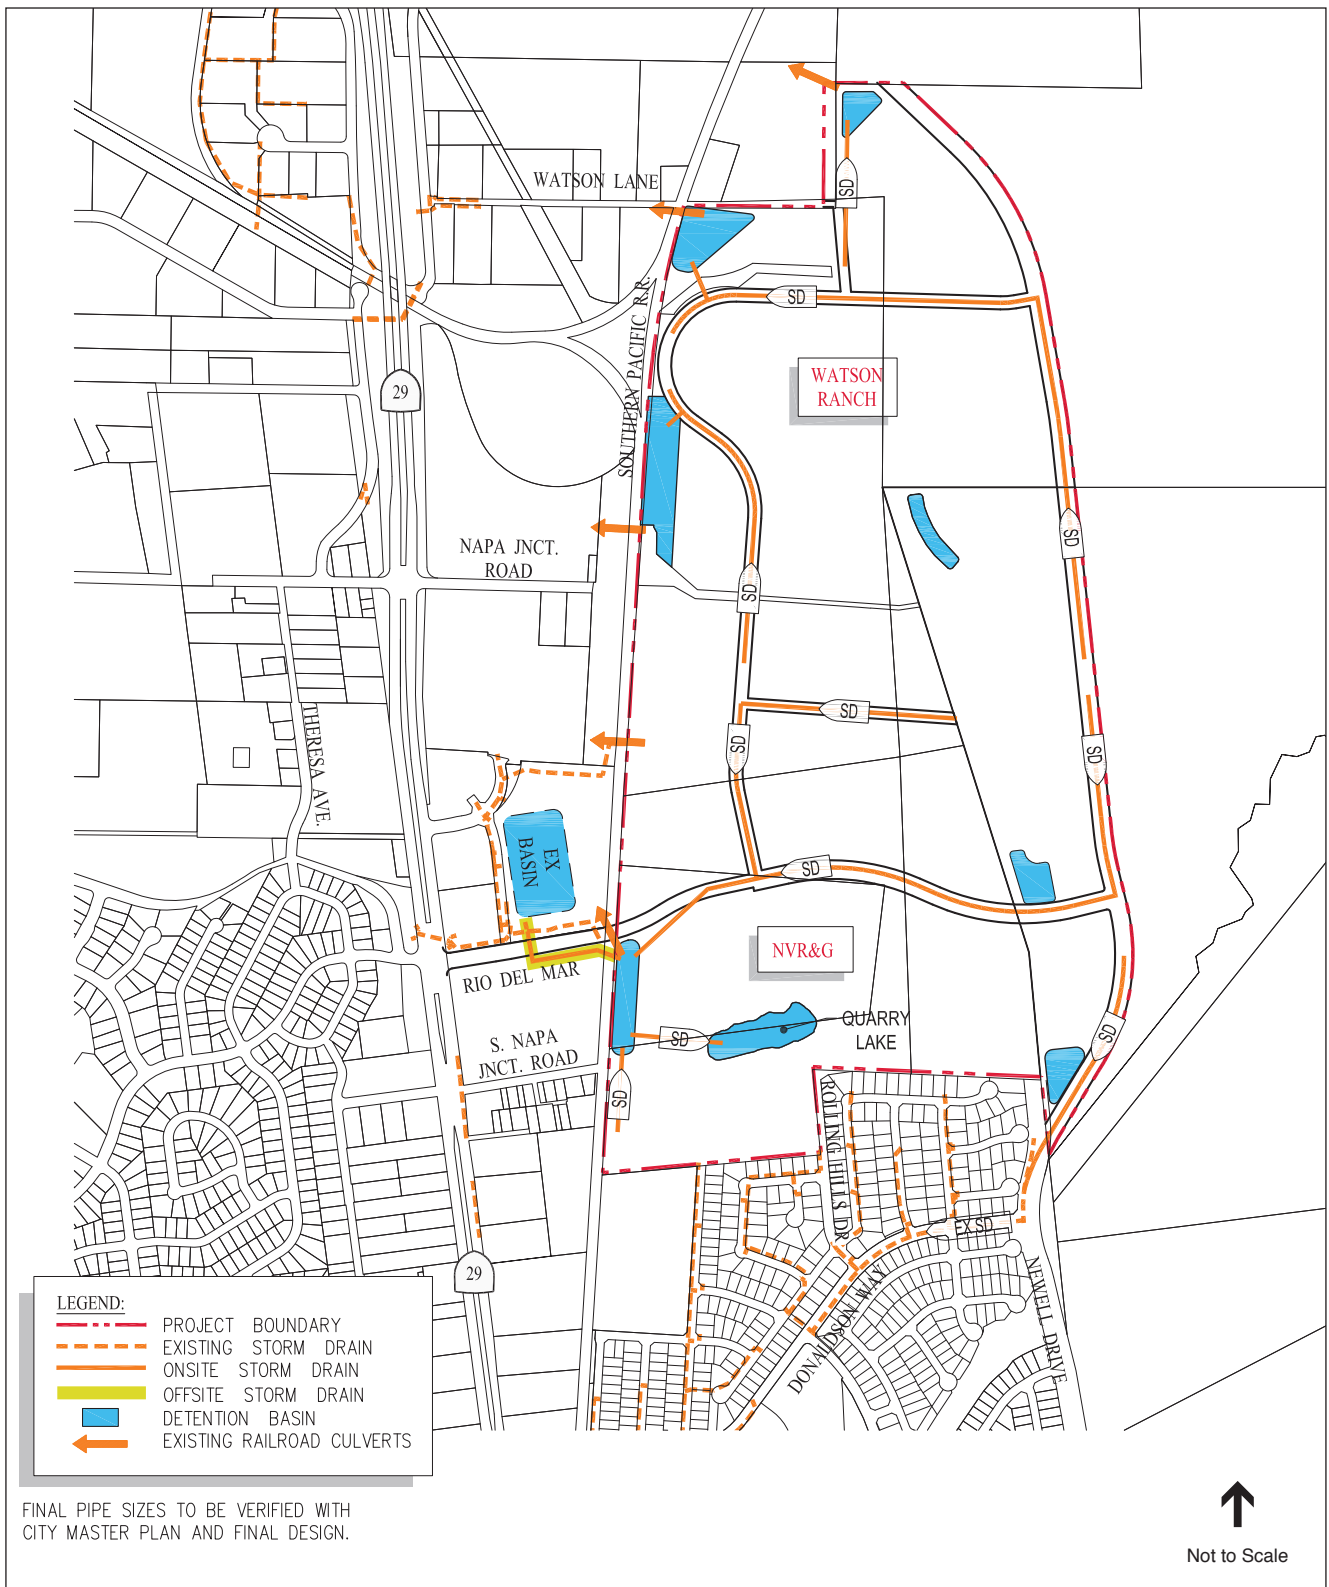 WATSON LANE
SD
SOUTHERN PACIFIC R.R.
SD
WATSON
RANCH
29
NAPA JNCT.
ROAD
SD
SD
THERESA AVE.
SD
SD
SD
EX
BASIN
SD
NVR&G
RIO DEL MAR
QUARRY
LAKE
S. NAPA
JNCT. ROAD
SD
SD
SD
ROLLING HILLS DR.
EX SD
NEWELL DRIVE
DONALDSON WAY
29
LEGEND:
PROJECT BOUNDARY
EXISTING STORM DRAIN
ONSITE STORM DRAIN
OFFSITE STORM DRAIN
DETENTION BASIN
EXISTING RAILROAD CULVERTS
FINAL PIPE SIZES TO BE VERIFIED WITH
CITY MASTER PLAN AND FINAL DESIGN.
Not to Scale